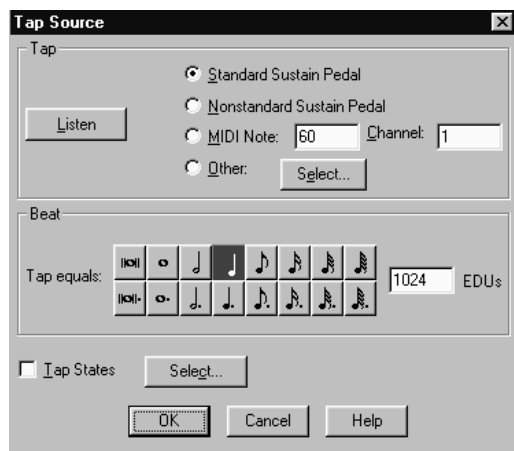 Tap Source
Tap
Standard Sustain Pedal
Nonstandard Sustain Pedal
Listen
MIDI Note: 60 Channel: 1
Other: Select...
Beat
Tap equals: 1024 EDUs
Tap States Select...
OK Cancel Help